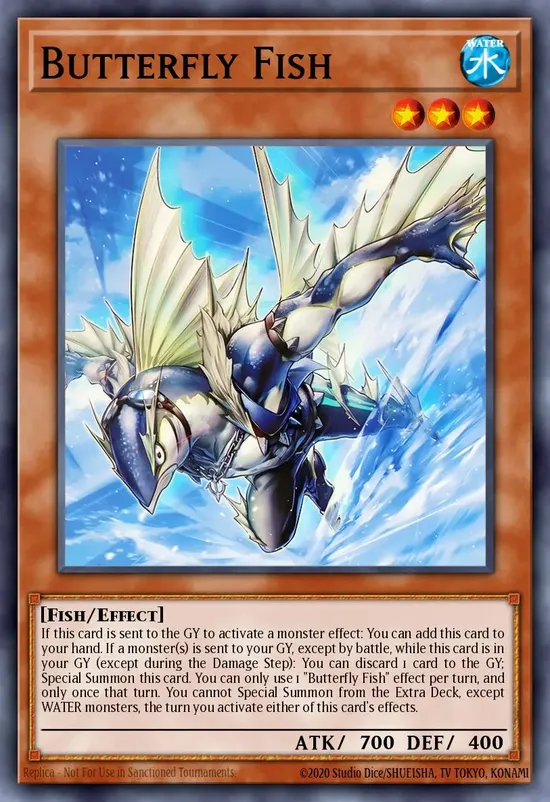 Butterfly Fish
WATER
水
[Fish/Effect]
If this card is sent to the GY to activate a monster effect: You can add this card to
your hand. If a monster(s) is sent to your GY, except by battle, while this card is in
your GY (except during the Damage Step): You can discard 1 card to the GY;
Special Summon this card. You can only use 1 "Butterfly Fish" effect per turn, and
only once that turn. You cannot Special Summon from the Extra Deck, except
WATER monsters, the turn you activate either of this card's effects.
ATK/ 700 DEF/ 400
Replica - Not For Use in Sanctioned Tournaments
©2020 Studio Dice/SHUEISHA, TV TOKYO, KONAMI